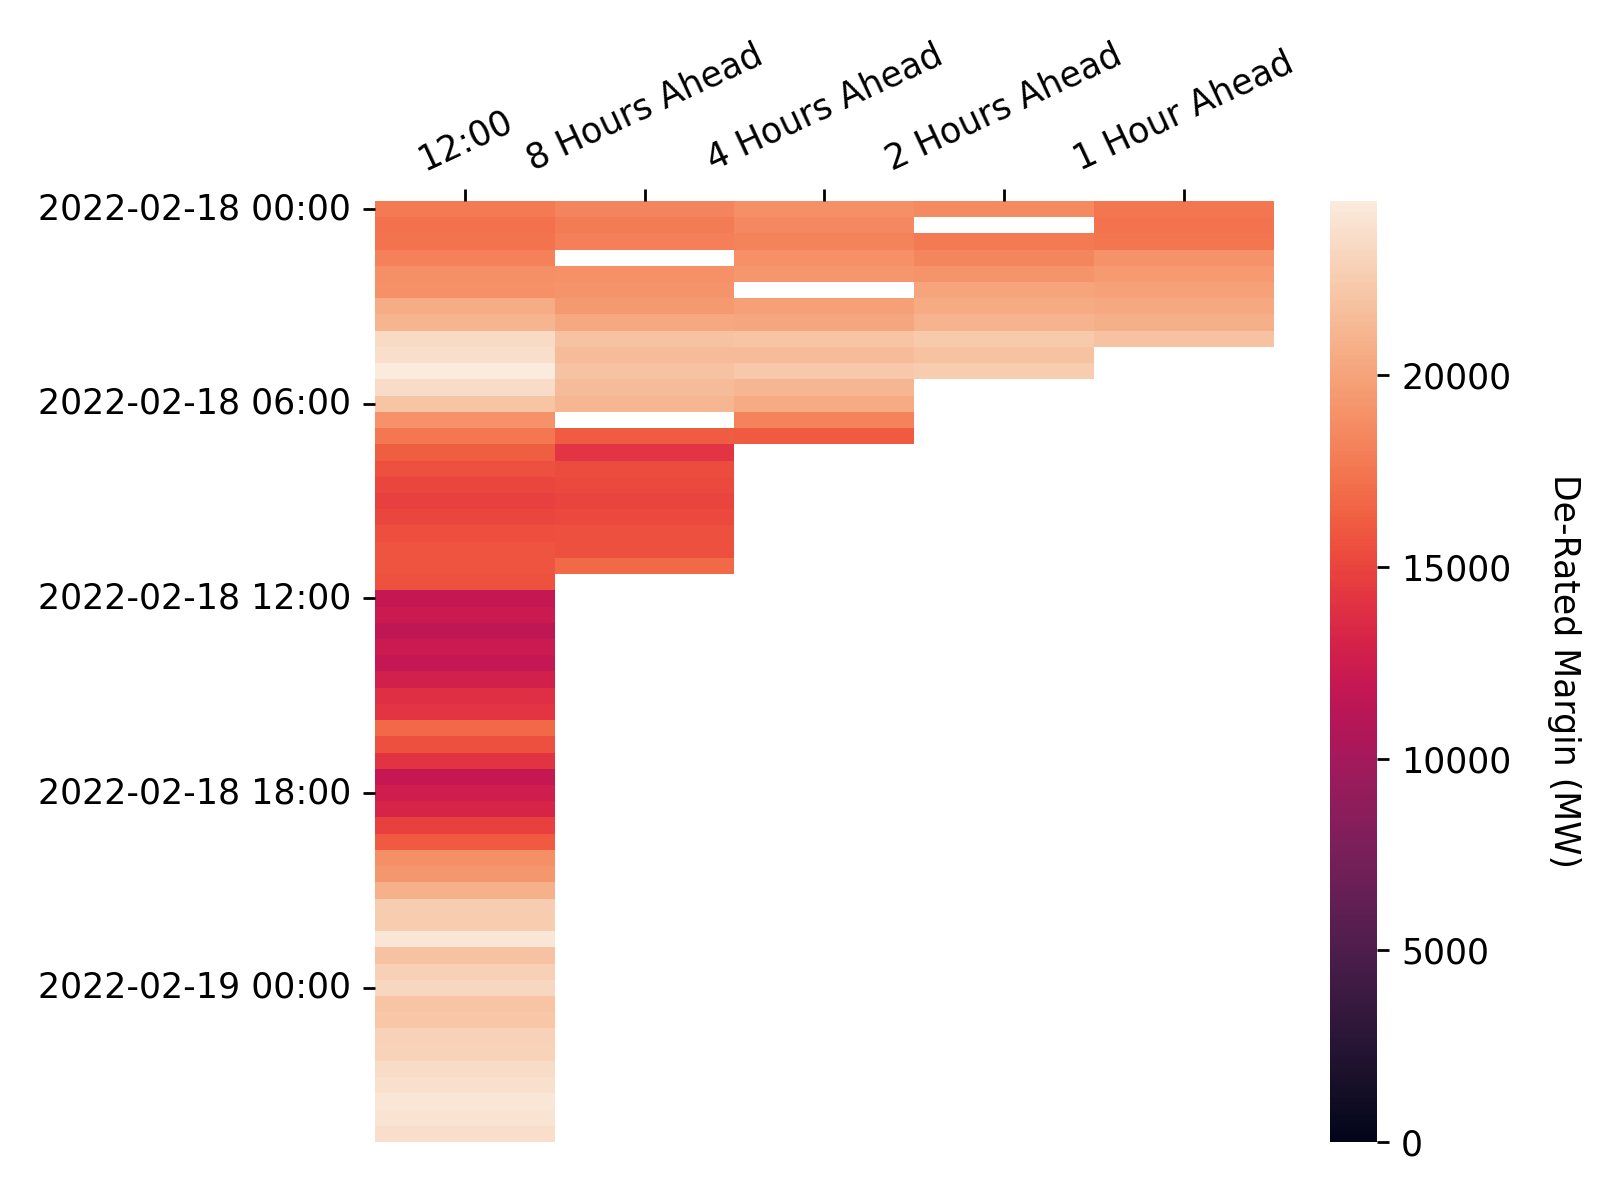 12:00
8 Hours Ahead
4 Hours Ahead
2 Hours Ahead
1 Hour Ahead
2022-02-18 00:00
2022-02-18 06:00
2022-02-18 12:00
2022-02-18 18:00
2022-02-19 00:00
20000
15000
10000
5000
0
De-Rated Margin (MW)